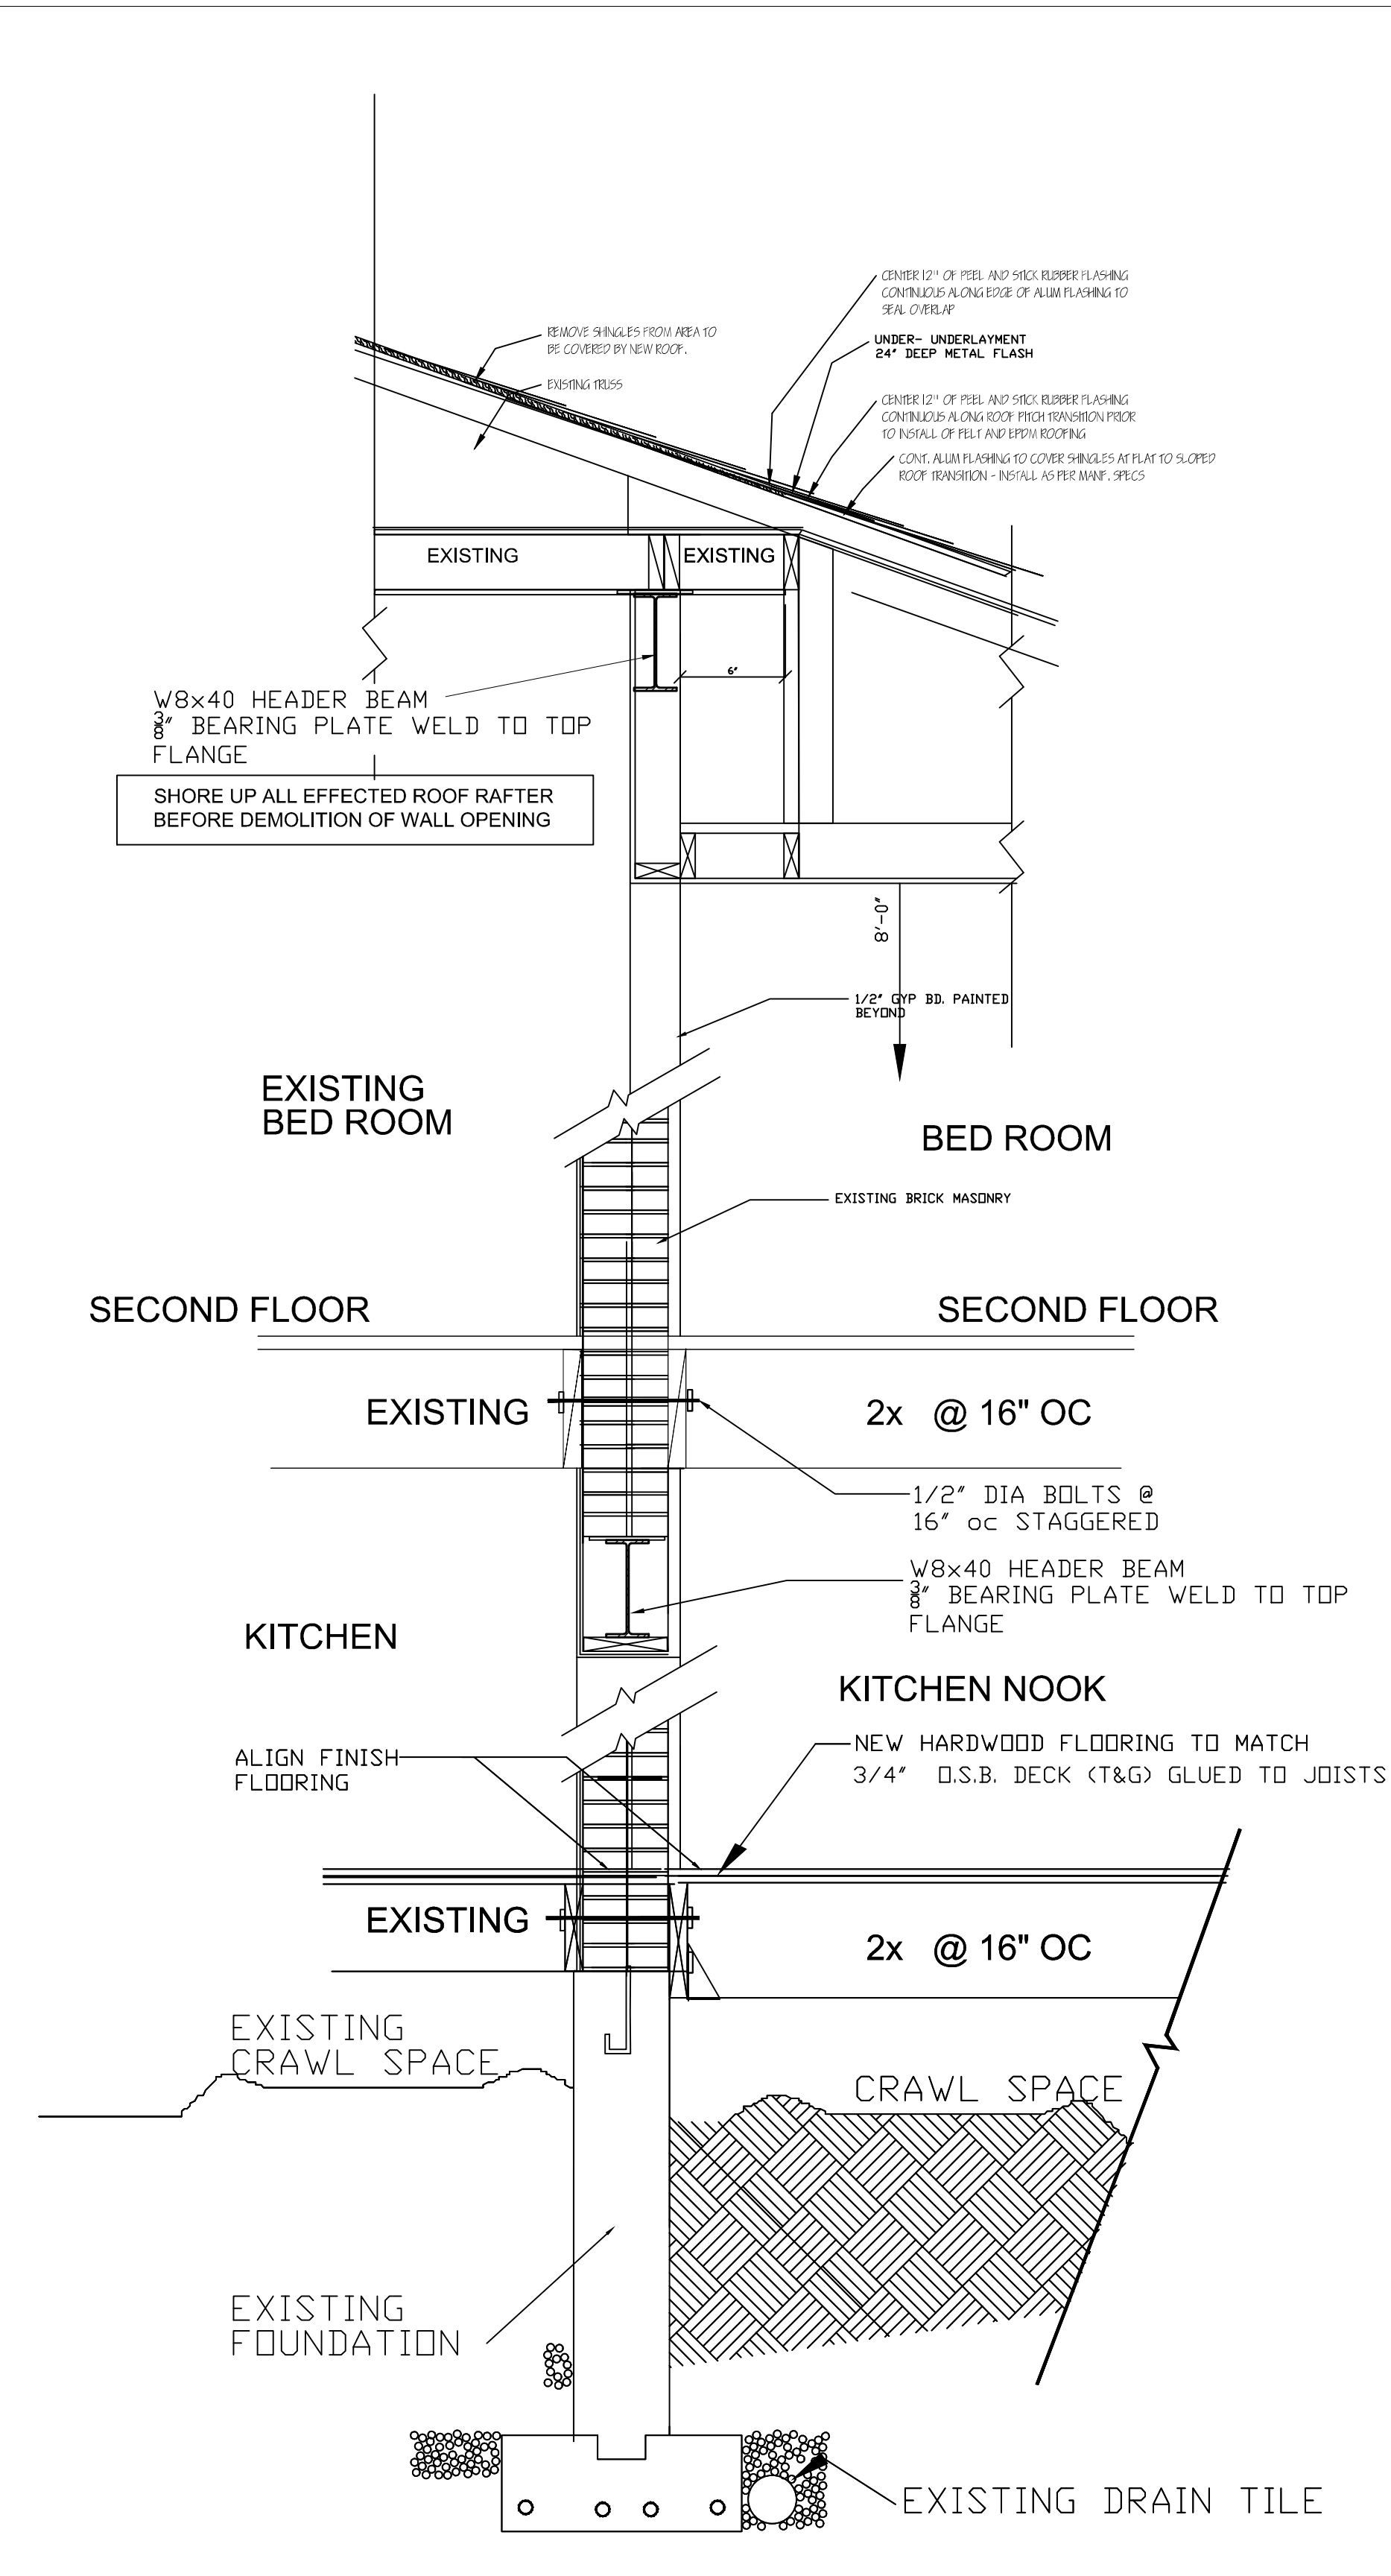 CENTER 12" OF PEEL AND STICK RUBBER FLASHING
CONTINUOUS ALONG EDGE OF ALUM FLASHING TO
SEAL OVERLAP
REMOVE SHINGLES FROM AREA TO
BE COVERED BY NEW ROOF.
UNDER- UNDERLAYMENT
24" DEEP METAL FLASH
EXISTING TRUSS
CENTER 12" OF PEEL AND STICK RUBBER FLASHING
CONTINUOUS ALONG ROOF PITCH TRANSITION PRIOR
TO INSTALL OF FELT AND EPDM ROOFING
CONT. ALUM FLASHING TO COVER SHINGLES AT FLAT TO SLOPED
ROOF TRANSITION - INSTALL AS PER MANF. SPECS
EXISTING
EXISTING
6"
W8x40 HEADER BEAM
3/8" BEARING PLATE WELD TO TOP
FLANGE
SHORE UP ALL EFFECTED ROOF RAFTER
BEFORE DEMOLITION OF WALL OPENING
8'-0"
1/2" GYP BD. PAINTED
BEYOND
EXISTING
BED ROOM
BED ROOM
EXISTING BRICK MASONRY
SECOND FLOOR
SECOND FLOOR
EXISTING
2x @ 16" OC
1/2" DIA BOLTS @
16" oc STAGGERED
W8x40 HEADER BEAM
3/8" BEARING PLATE WELD TO TOP
FLANGE
KITCHEN
KITCHEN NOOK
NEW HARDWOOD FLOORING TO MATCH
3/4" O.S.B. DECK (T&G) GLUED TO JOISTS
ALIGN FINISH
FLOORING
EXISTING
2x @ 16" OC
EXISTING
CRAWL SPACE
CRAWL SPACE
EXISTING
FOUNDATION
EXISTING DRAIN TILE